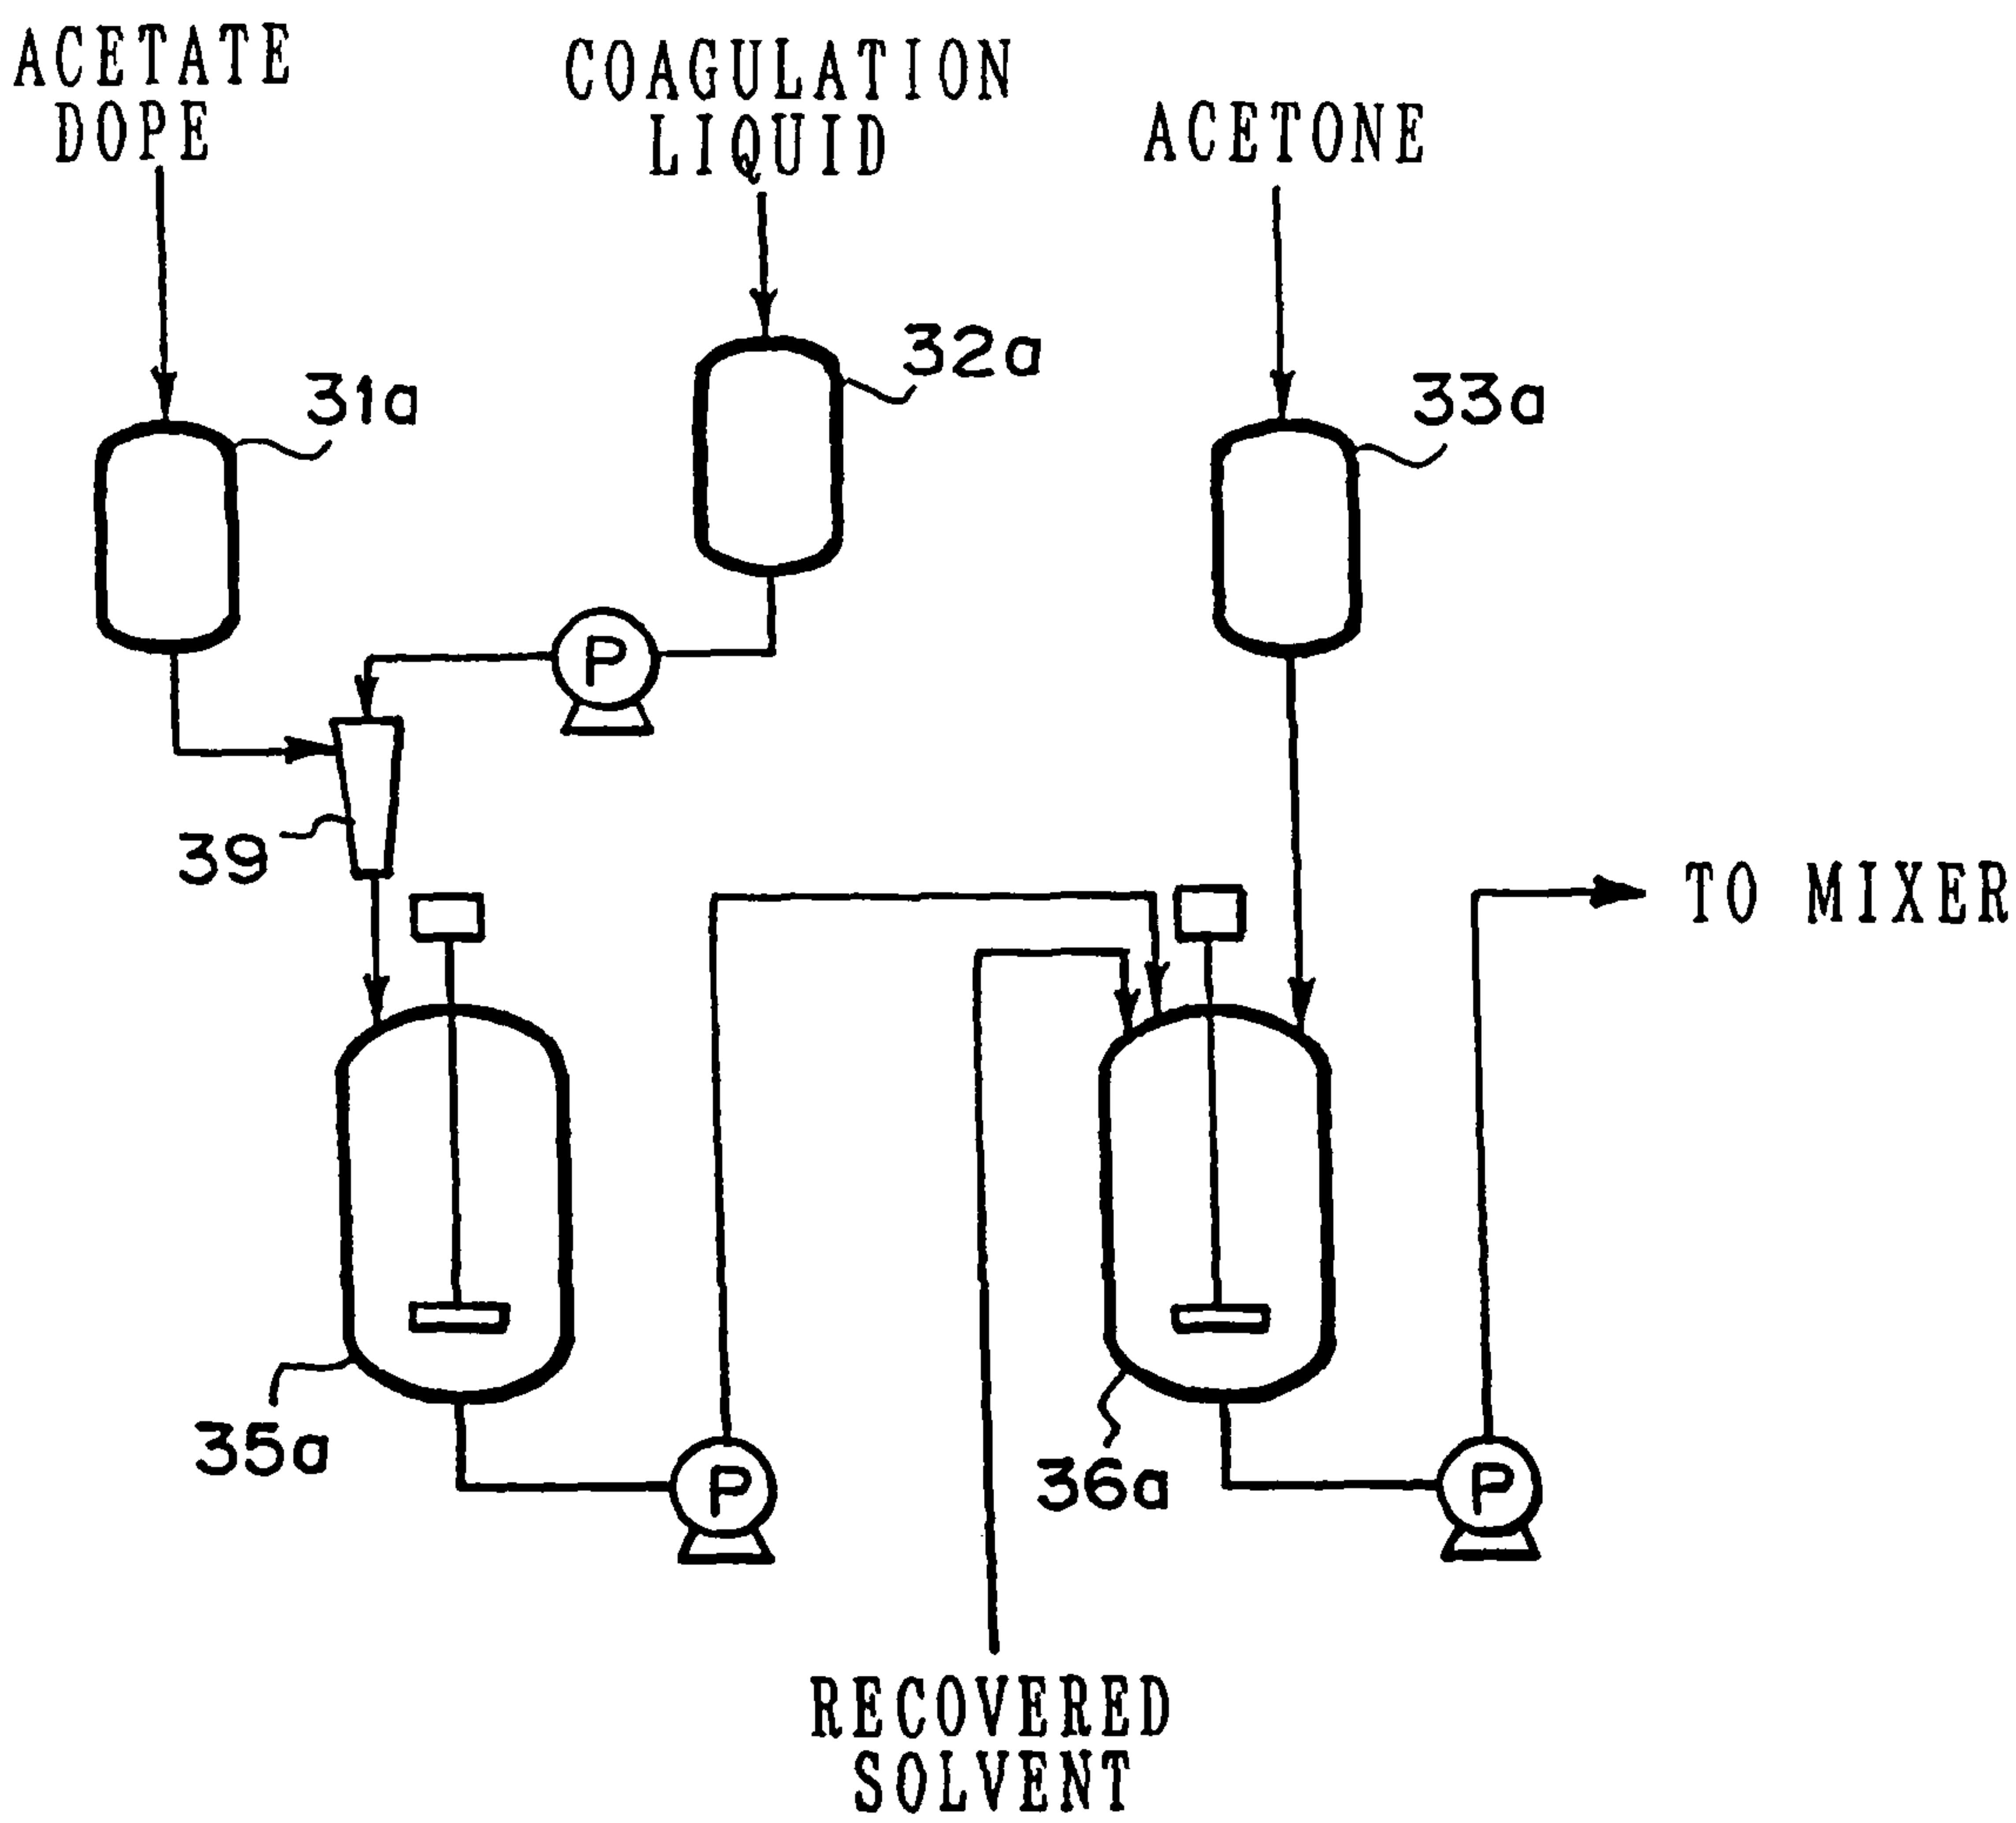 ACETATE
DOPE
COAGULATION
LIQUID
ACETONE
31a
32a
33a
P
39
TO MIXER
35a
P
36a
P
RECOVERED
SOLVENT